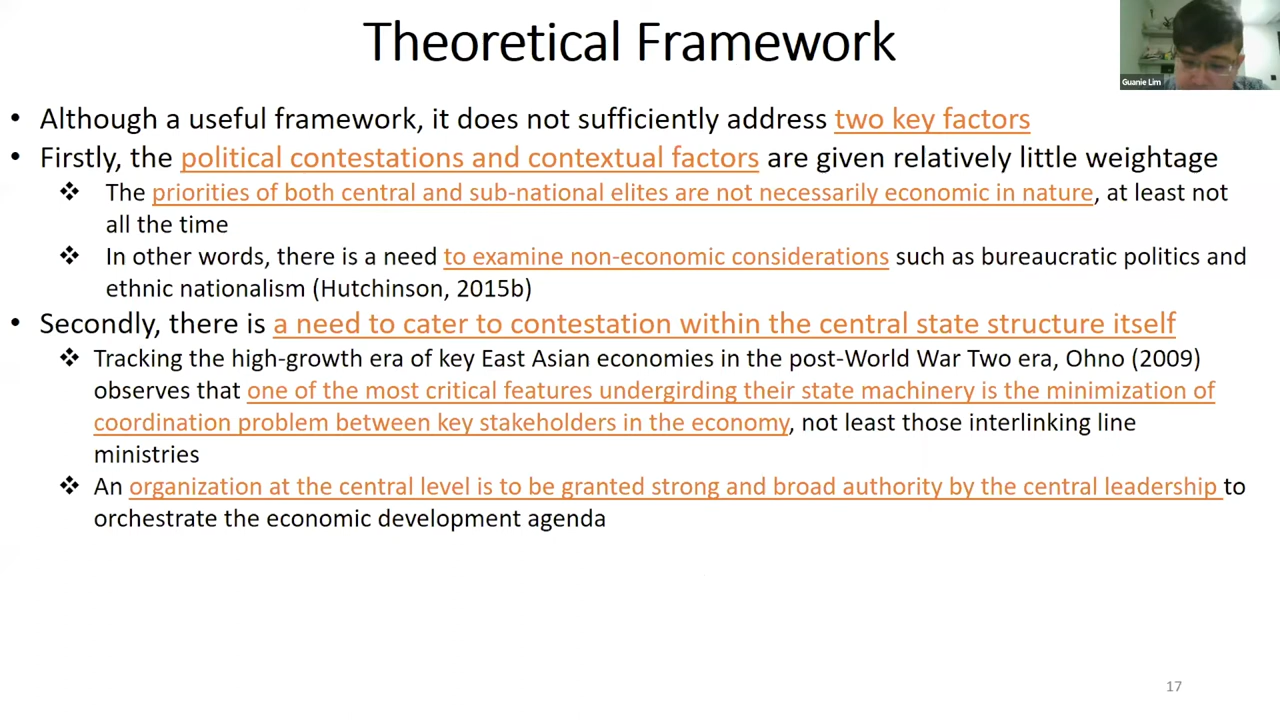 Theoretical Framework
Guanie Lim
• Although a useful framework, it does not sufficiently address two key factors
• Firstly, the political contestations and contextual factors are given relatively little weightage
❖ The priorities of both central and sub-national elites are not necessarily economic in nature, at least not
all the time
❖ In other words, there is a need to examine non-economic considerations such as bureaucratic politics and
ethnic nationalism (Hutchinson, 2015b)
• Secondly, there is a need to cater to contestation within the central state structure itself
❖ Tracking the high-growth era of key East Asian economies in the post-World War Two era, Ohno (2009)
observes that one of the most critical features undergirding their state machinery is the minimization of
coordination problem between key stakeholders in the economy, not least those interlinking line
ministries
❖ An organization at the central level is to be granted strong and broad authority by the central leadership to
orchestrate the economic development agenda
17